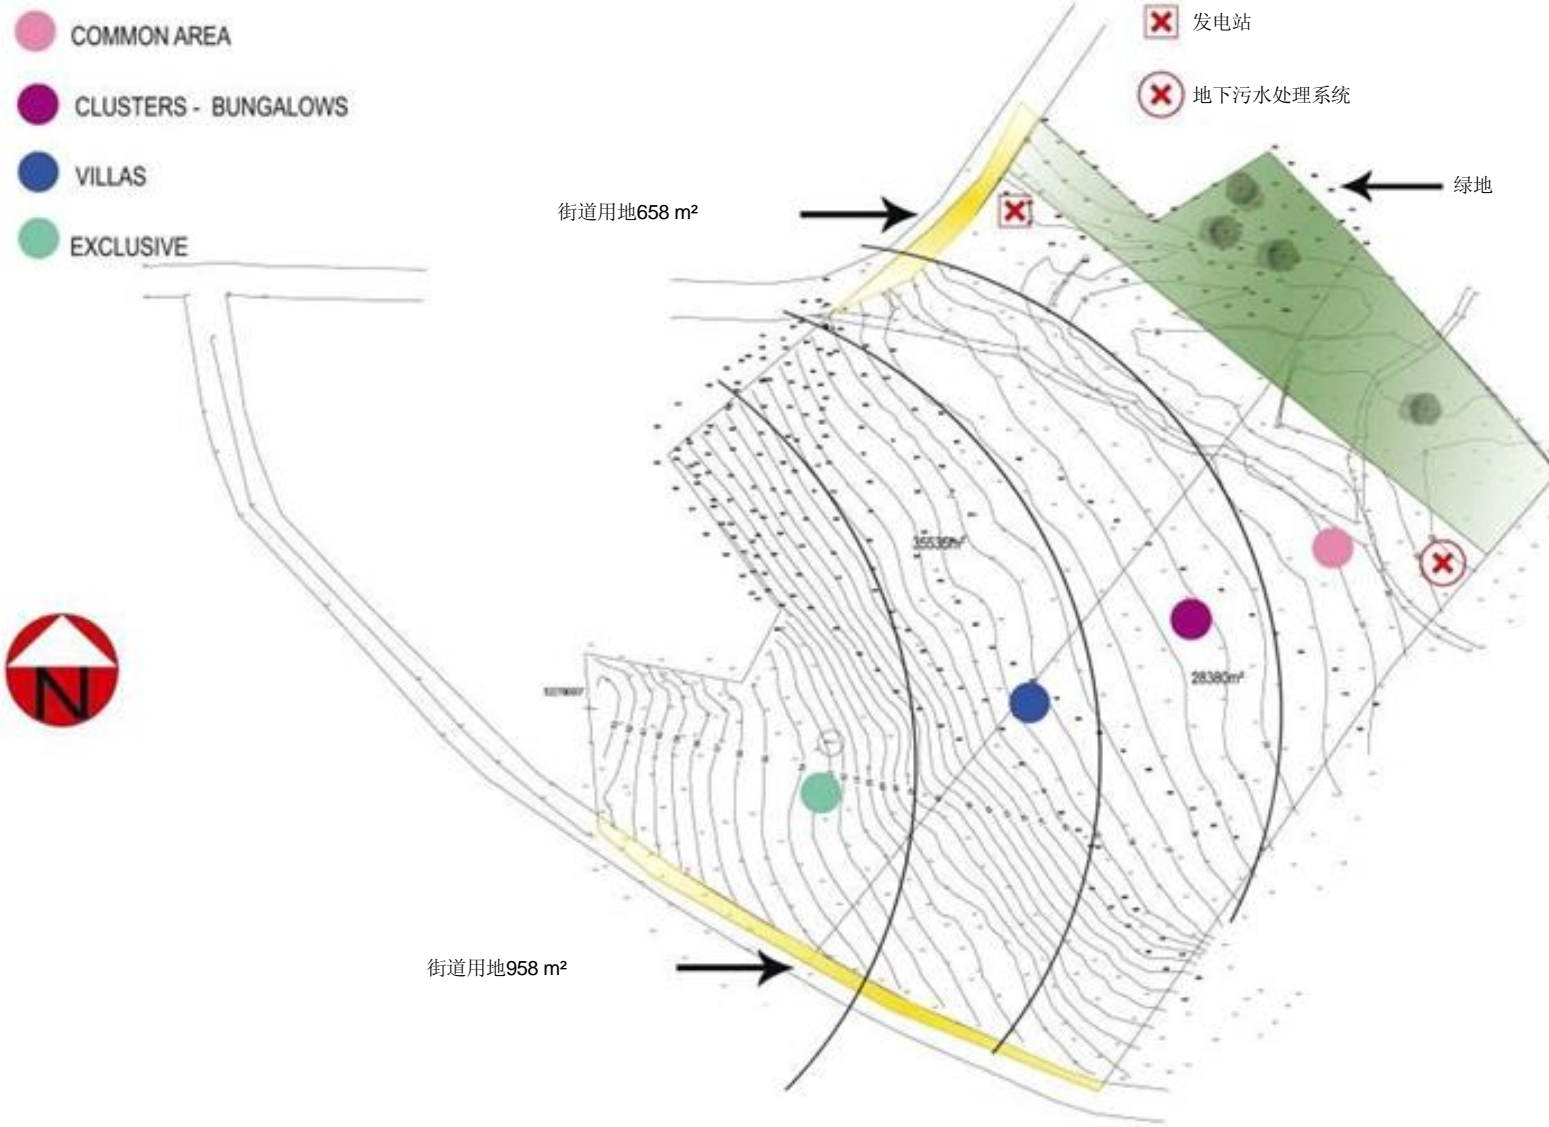 COMMON AREA
CLUSTERS - BUNGALOWS
VILLAS
EXCLUSIVE
发电站
地下污水处理系统
绿地
街道用地658 m²
28380m²
N
街道用地958 m²